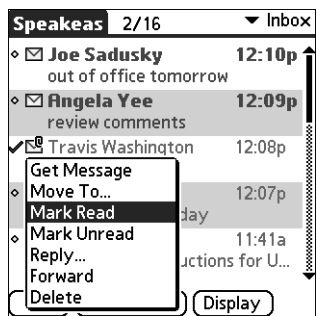 Speakeas 2/16 Inbox
Joe Sadusky 12:10p
out of office tomorrow
Angela Yee 12:09p
review comments
Travis Washington 12:08p
Get Message
Move To... 12:07p
Mark Read day
Mark Unread 11:41a
Reply... uctions for U...
Forward
Delete Display